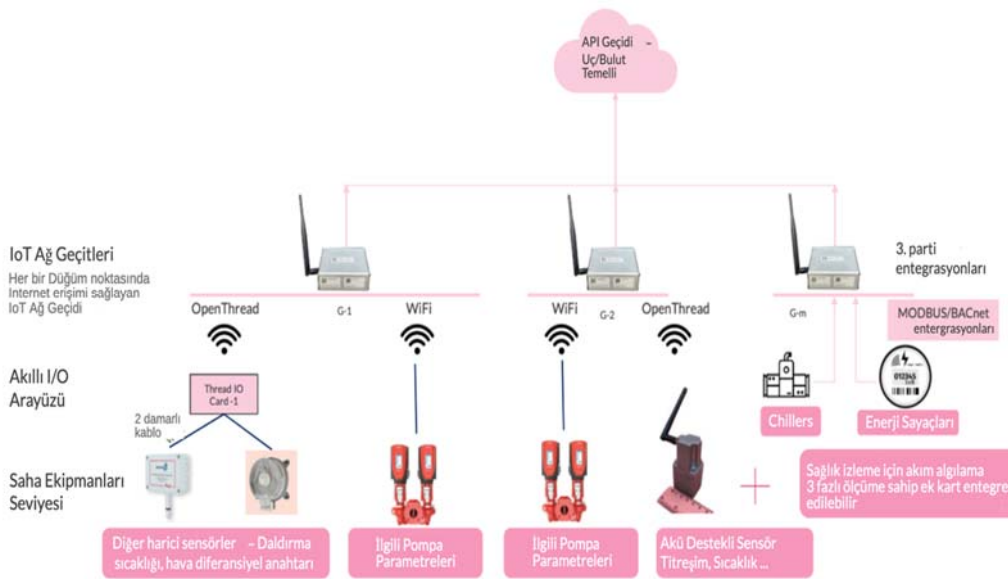 API Geçidi –
Uç/Bulut
Temelli
IoT Ağ Geçitleri
Her bir Düğüm noktasında
Internet erişimi sağlayan
IoT Ağ Geçidi
3. parti
entegrasyonları
OpenThread
G-1
WiFi
WiFi
G-2
OpenThread
G-m
MODBUS/BACnet
entergrasyonları
Akıllı I/O
Arayüzü
Thread IO
Card -1
2 damarlı
kablo
012345
Chillers
Enerji Sayaçları
Saha Ekipmanları
Seviyesi
Sağlık izleme için akım algılama
3 fazlı ölçüme sahip ek kart entegre
edilebilir
Diğer harici sensörler – Daldırma
sıcaklığı, hava diferansiyel anahtarı
İlgili Pompa
Parametreleri
İlgili Pompa
Parametreleri
Akü Destekli Sensör
Titreşim, Sıcaklık ...